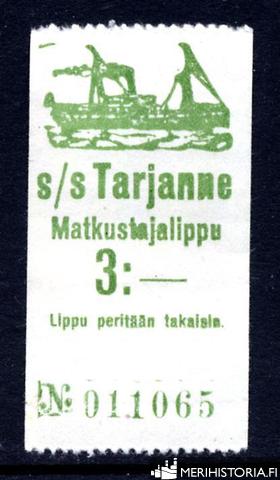 s/s Tarjanne
Matkustajalippu
3:—
Lippu peritään takaisin.
№ 011065
MERIHISTORIA.FI